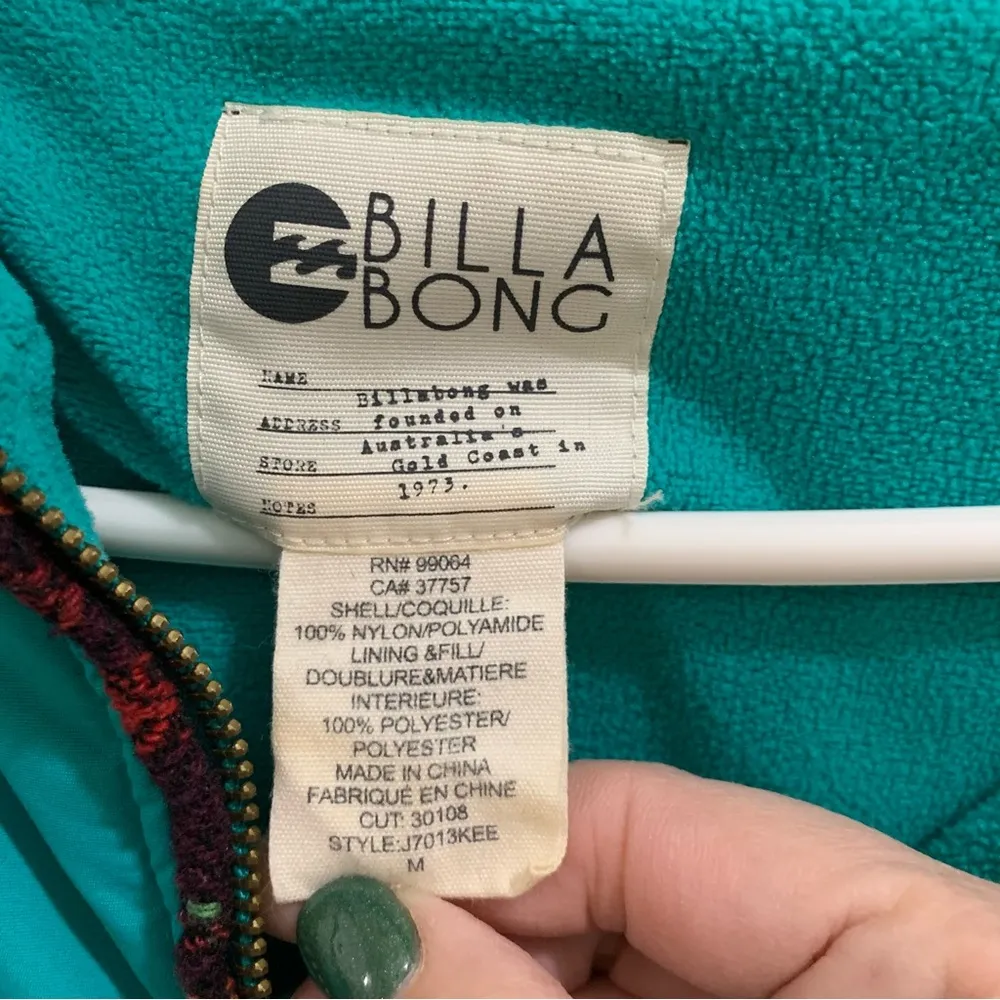 BILLA
BONG
NAME
Billabong was
ADDRESS founded on
Australia's
STORE Gold Coast in
1973.
NOTES
RN# 99064
CA# 37757
SHELL/COQUILLE:
100% NYLON/POLYAMIDE
LINING &FILL/
DOUBLURE&MATIERE
INTERIEURE:
100% POLYESTER/
POLYESTER
MADE IN CHINA
FABRIQUÉ EN CHINE
CUT: 30108
STYLE:J7013KEE
M